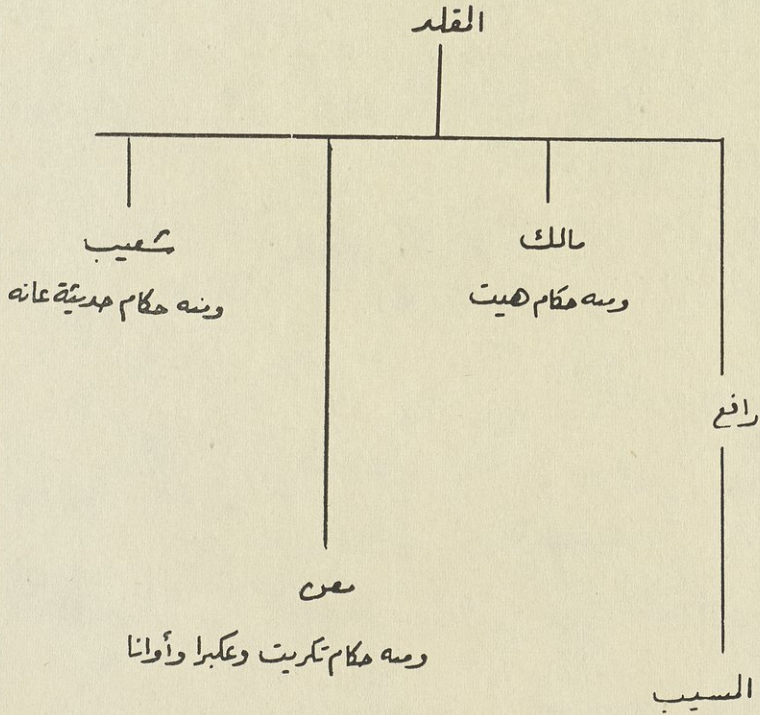 المقلد
مالك
ومنه حكام هيت
شعيب
ومنه حكام حديثة عانه
رافع
معن
ومنه حكام تكريت وعكبرا وأوانا
المسيب